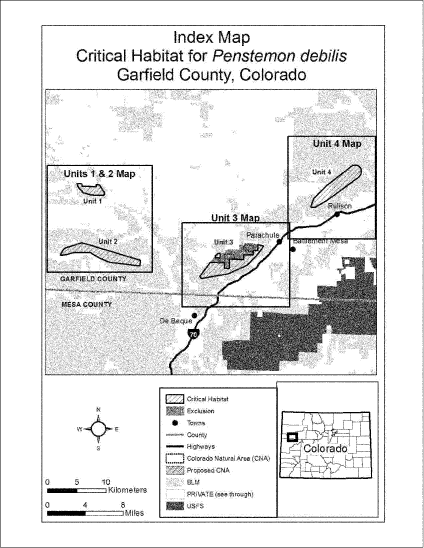 Index Map
Critical Habitat for Penstemon debilis
Garfield County, Colorado
Unit 4 Map
Unit 4
Units 1 & 2 Map
Unit 1
Rulison
Unit 3 Map
Parachute
Unit 2
Unit 3
Battlement Mesa
GARFIELD COUNTY
MESA COUNTY
De Beque
70
N
W E
S
0 5 10
Kilometers
0 4 8
Miles
Critical Habitat
Exclusion
Towns
County
Highways
Colorado Natural Area (CNA)
Proposed CNA
BLM
PRIVATE (see through)
USFS
Colorado